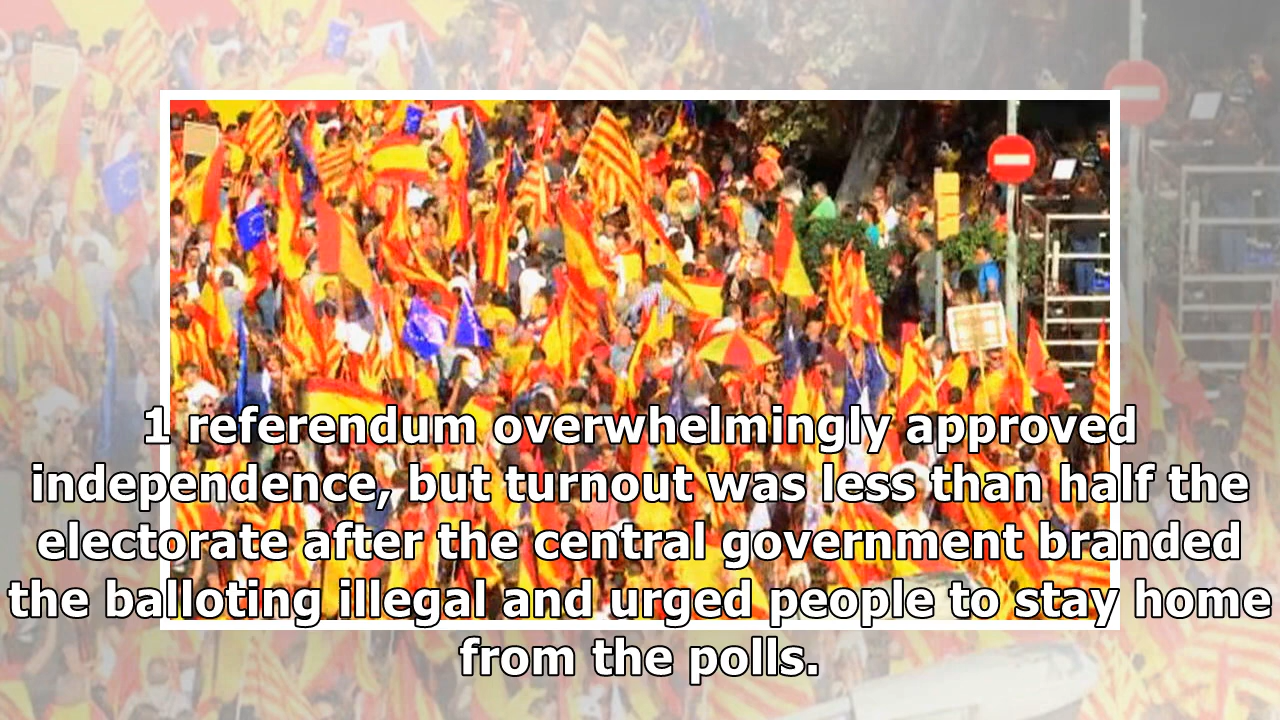 1 referendum overwhelmingly approved
independence, but turnout was less than half the
electorate after the central government branded
the balloting illegal and urged people to stay home
from the polls.